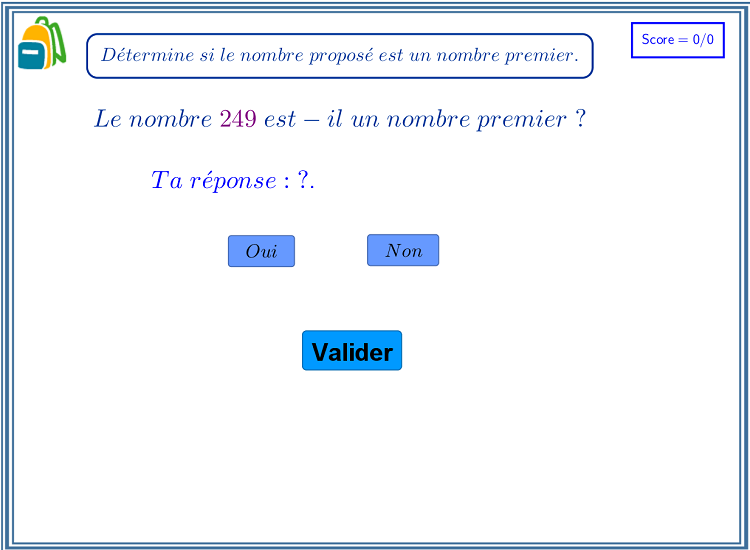 Détermine si le nombre proposé est un nombre premier.
Score = 0/0
Le nombre 249 est − il un nombre premier ?
Ta réponse : ?.
Oui
Non
Valider